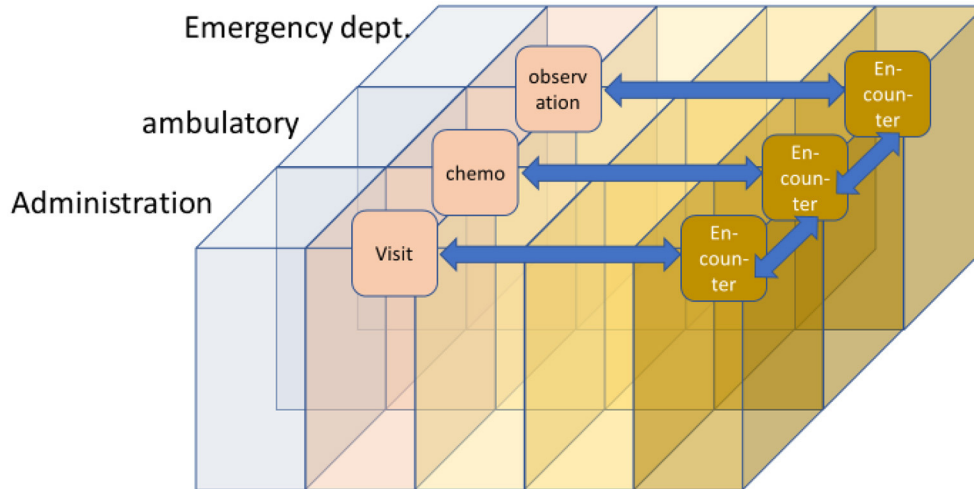 Emergency dept.
observ
ation
En-
coun-
ter
ambulatory
chemo
En-
coun-
ter
Administration
Visit
En-
coun-
ter